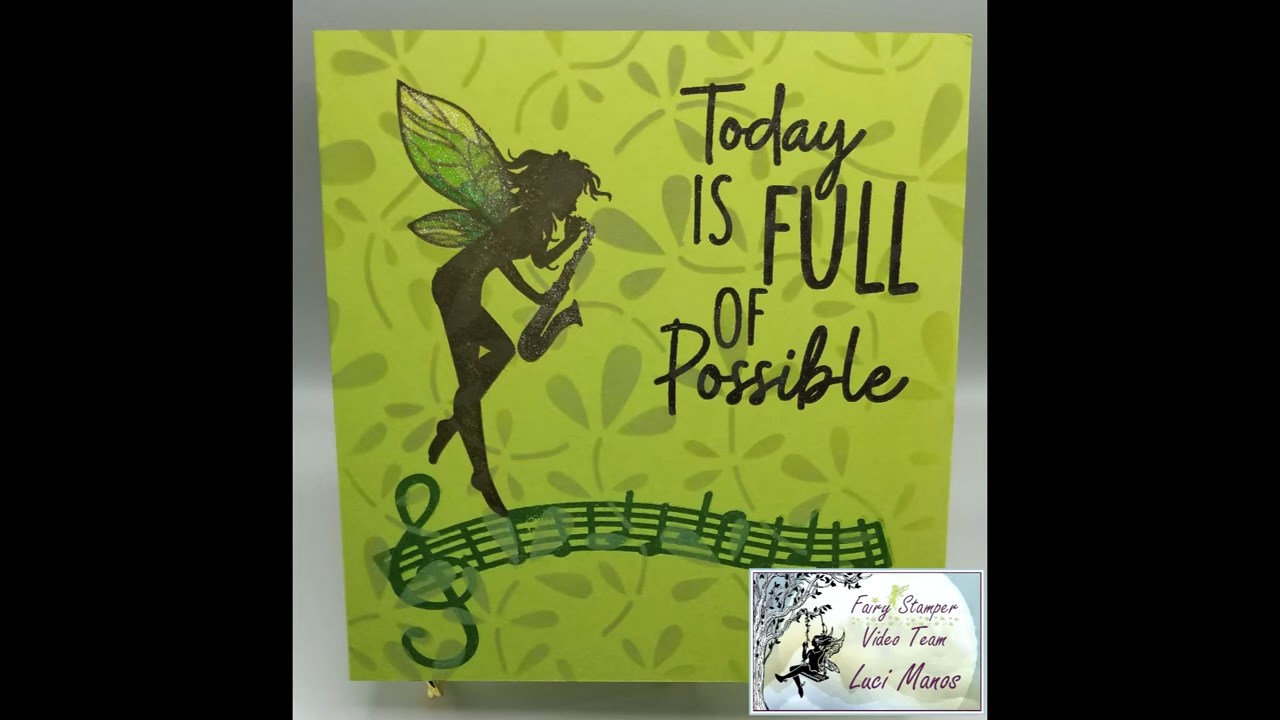 Today
IS FULL
OF
Possible
Fairy Stamper
Video Team
Luci Manos